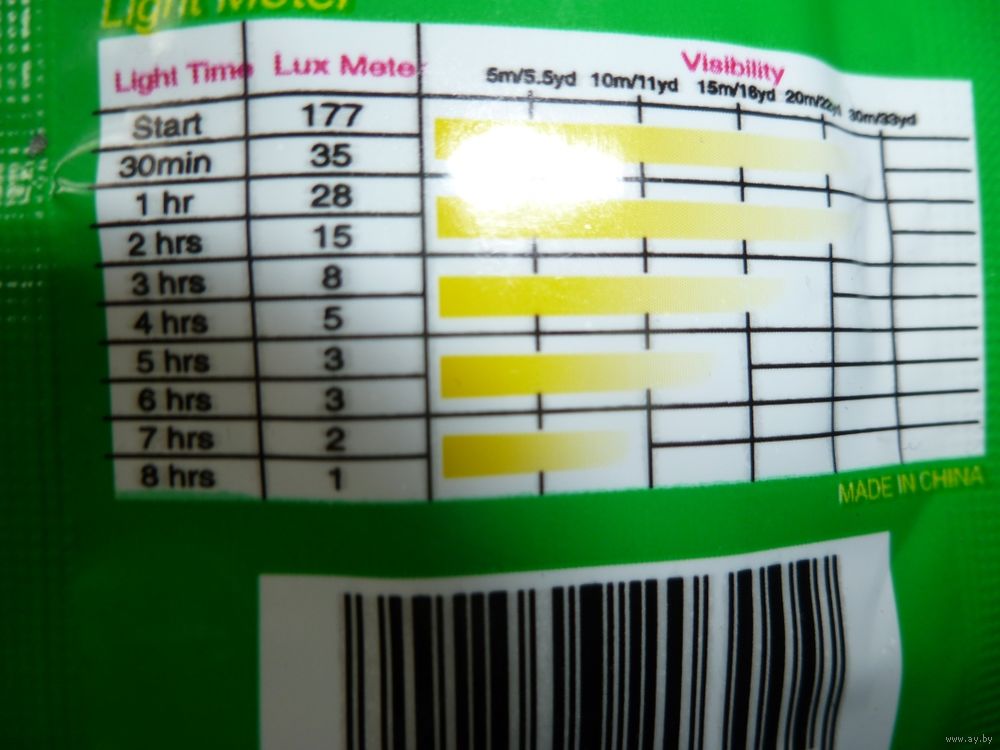 Light Meter
Light Time Lux Meter Visibility
5m/5.5yd 10m/11yd 15m/16yd 20m/22yd 30m/33yd
Start 177
30min 35
1 hr 28
2 hrs 15
3 hrs 8
4 hrs 5
5 hrs 3
6 hrs 3
7 hrs 2
8 hrs 1
MADE IN CHINA
www.ay.by